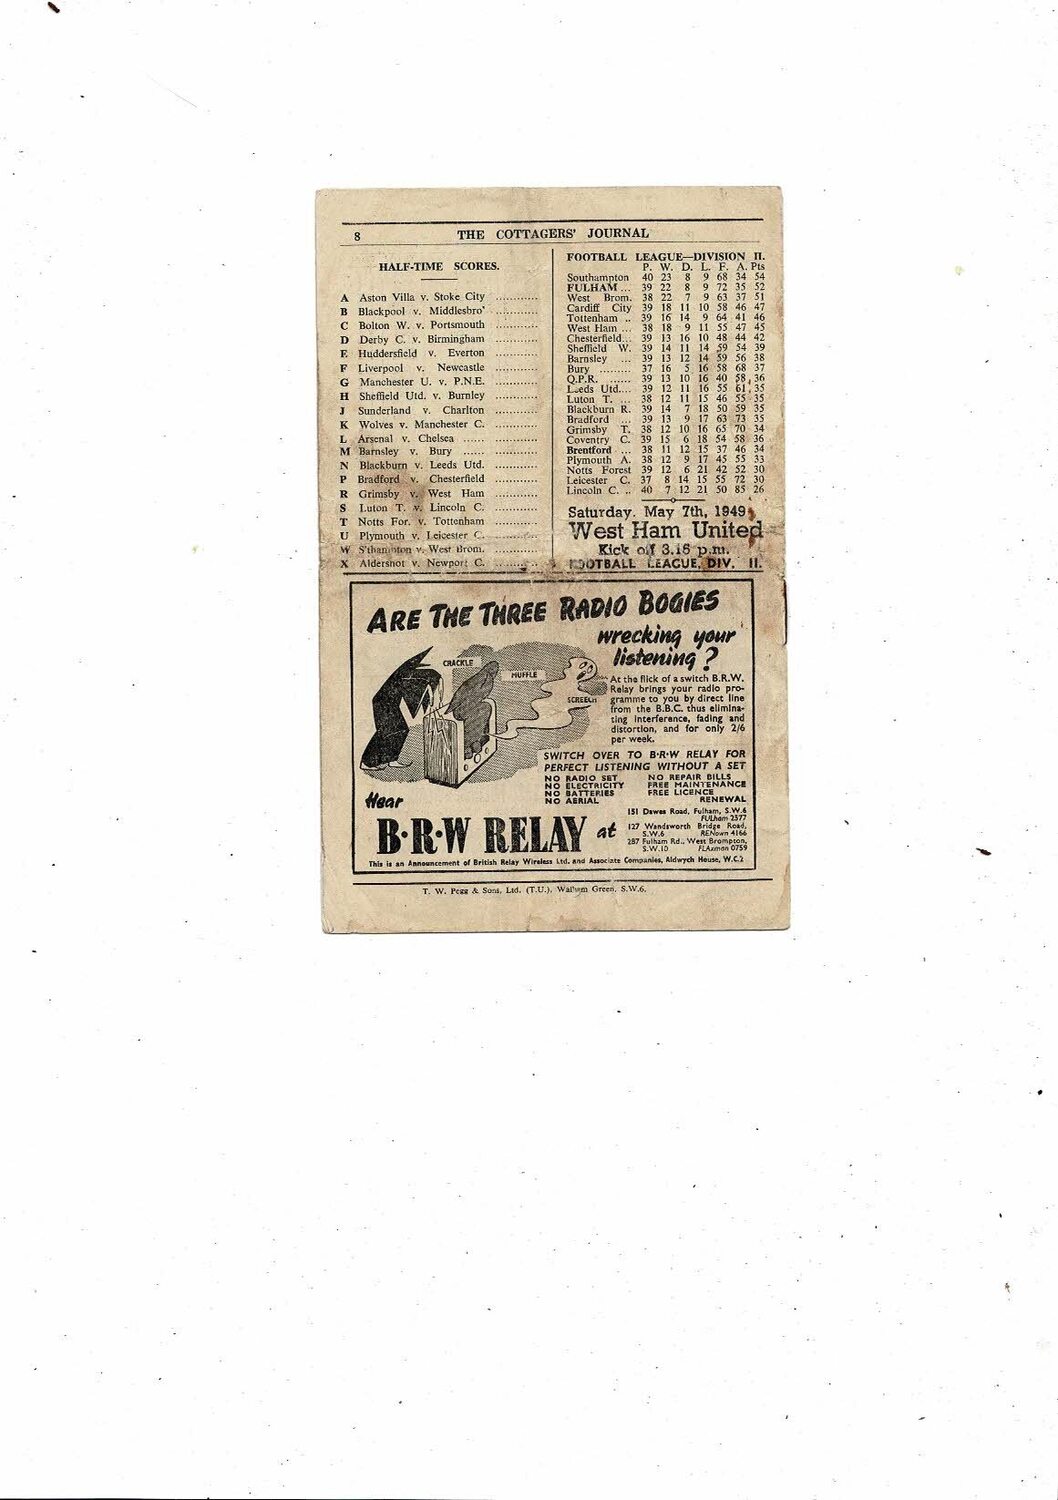 8
THE COTTAGERS' JOURNAL
HALF-TIME SCORES.
A Aston Villa v. Stoke City ............
B Blackpool v. Middlesbro' ............
C Bolton W. v. Portsmouth ............
D Derby C. v. Birmingham ............
E Huddersfield v. Everton ............
F Liverpool v. Newcastle ............
G Manchester U. v. P.N.E. ............
H Sheffield Utd. v. Burnley ............
J Sunderland v. Charlton ............
K Wolves v. Manchester C. ............
L Arsenal v. Chelsea ...... ............
M Barnsley v. Bury ...... ............
N Blackburn v. Leeds Utd. ............
P Bradford v. Chesterfield ............
R Grimsby v. West Ham ............
S Luton T. v. Lincoln C. ............
T Notts For. v. Tottenham ............
U Plymouth v. Leicester C. ............
W S'thampton v. West Brom. ............
X Aldershot v. Newport C. ............
FOOTBALL LEAGUE—DIVISION II.
P. W. D. L. F. A. Pts
Southampton 40 23 8 9 68 34 54
FULHAM ... 39 22 8 9 72 35 52
West Brom. 38 22 7 9 63 37 51
Cardiff City 39 18 11 10 58 46 47
Tottenham .. 39 16 14 9 64 41 46
West Ham ... 38 18 9 11 55 47 45
Chesterfield... 39 13 16 10 48 44 42
Sheffield W. 39 14 11 14 59 54 39
Barnsley ... 39 13 12 14 59 56 38
Bury ......... 37 16 5 16 58 68 37
Q.P.R. ...... 39 13 10 16 40 58 36
Leeds Utd.... 39 12 11 16 55 61 35
Luton T. ... 38 12 11 15 46 55 35
Blackburn R. 39 14 7 18 50 59 35
Bradford ... 39 13 9 17 63 73 35
Grimsby T. 38 12 10 16 65 70 34
Coventry C. 39 15 6 18 54 58 36
Brentford ... 38 11 12 15 37 46 34
Plymouth A. 38 12 9 17 45 55 33
Notts Forest 39 12 6 21 42 52 30
Leicester C. 37 8 14 15 55 72 30
Lincoln C. .. 40 7 12 21 50 85 26
Saturday. May 7th, 1949
West Ham United
Kick off 3.15 p.m.
FOOTBALL LEAGUE, DIV. II.
ARE THE THREE RADIO BOGIES
wrecking your
listening?
CRACKLE
MUFFLE
SCREECH
At the flick of a switch B.R.W.
Relay brings your radio pro-
gramme to you by direct line
from the B.B.C. thus elimina-
ting interference, fading and
distortion, and for only 2/6
per week.
SWITCH OVER TO B·R·W RELAY FOR
PERFECT LISTENING WITHOUT A SET
NO RADIO SET
NO ELECTRICITY
NO BATTERIES
NO AERIAL
NO REPAIR BILLS
FREE MAINTENANCE
FREE LICENCE
RENEWAL
Hear
B·R·W RELAY at
151 Dawes Road, Fulham, S.W.6
FULham 2377
127 Wandsworth Bridge Road,
S.W.6 RENown 4166
287 Fulham Rd., West Brompton,
S.W.10 FLAxman 0759
This is an Announcement of British Relay Wireless Ltd. and Associate Companies, Aldwych House, W.C.2
T. W. Pegg & Sons, Ltd. (T.U.), Walham Green, S.W.6.